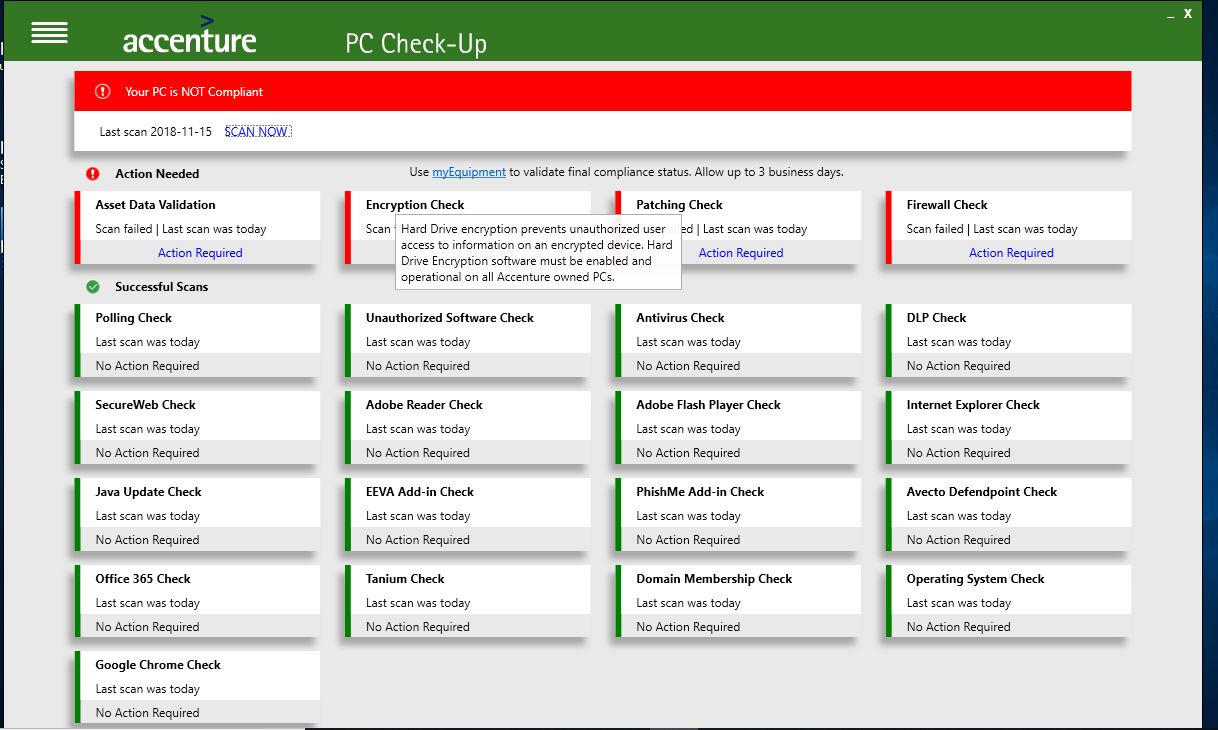 accenture
PC Check-Up
_ X
Your PC is NOT Compliant
Last scan 2018-11-15 SCAN NOW
Action Needed
Use myEquipment to validate final compliance status. Allow up to 3 business days.
Asset Data Validation
Scan failed | Last scan was today
Action Required
Encryption Check
Scan
Hard Drive encryption prevents unauthorized user
access to information on an encrypted device. Hard
Drive Encryption software must be enabled and
operational on all Accenture owned PCs.
Patching Check
ed | Last scan was today
Action Required
Firewall Check
Scan failed | Last scan was today
Action Required
Successful Scans
Polling Check
Last scan was today
No Action Required
Unauthorized Software Check
Last scan was today
No Action Required
Antivirus Check
Last scan was today
No Action Required
DLP Check
Last scan was today
No Action Required
SecureWeb Check
Last scan was today
No Action Required
Adobe Reader Check
Last scan was today
No Action Required
Adobe Flash Player Check
Last scan was today
No Action Required
Internet Explorer Check
Last scan was today
No Action Required
Java Update Check
Last scan was today
No Action Required
EEVA Add-in Check
Last scan was today
No Action Required
PhishMe Add-in Check
Last scan was today
No Action Required
Avecto Defendpoint Check
Last scan was today
No Action Required
Office 365 Check
Last scan was today
No Action Required
Tanium Check
Last scan was today
No Action Required
Domain Membership Check
Last scan was today
No Action Required
Operating System Check
Last scan was today
No Action Required
Google Chrome Check
Last scan was today
No Action Required